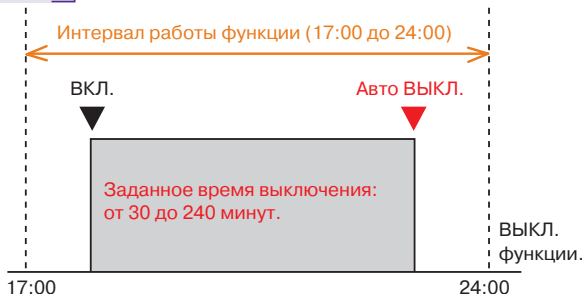 Интервал работы функции (17:00 до 24:00)
ВКЛ.
Авто ВЫКЛ.
Заданное время выключения:
от 30 до 240 минут.
ВЫКЛ.
функции.
17:00
24:00